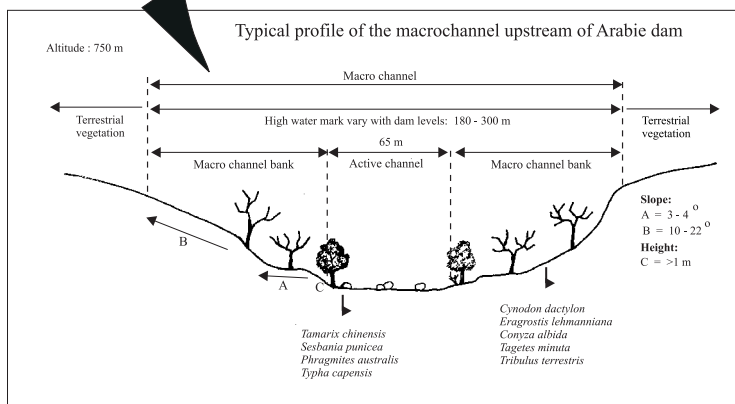 Typical profile of the macrochannel upstream of Arabie dam
Altitude : 750 m
Macro channel
Terrestrial
vegetation
High water mark vary with dam levels: 180 - 300 m
Terrestrial
vegetation
65 m
Macro channel bank
Active channel
Macro channel bank
Slope:
A = 3 - 4 o
B = 10 - 22 o
Height:
C = >1 m
B
A
C
Tamarix chinensis
Sesbania punicea
Phragmites australis
Typha capensis
Cynodon dactylon
Eragrostis lehmanniana
Conyza albida
Tagetes minuta
Tribulus terrestris